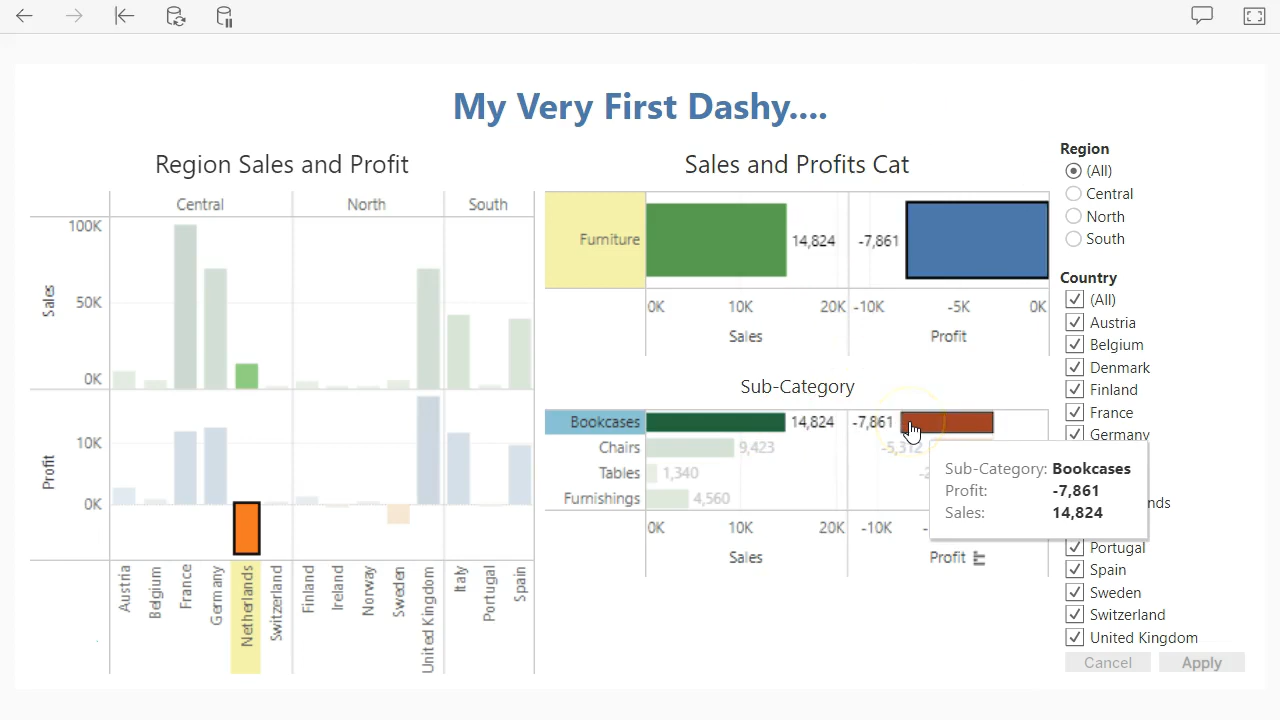 My Very First Dashy....
Region Sales and Profit
Central North South
Sales
100K
50K
0K
Profit
10K
0K
Austria
Belgium
France
Germany
Netherlands
Switzerland
Finland
Ireland
Norway
Sweden
United Kingdom
Italy
Portugal
Spain
Sales and Profits Cat
Furniture 14,824 -7,861
0K 10K 20K -10K -5K 0K
Sales Profit
Sub-Category
Bookcases 14,824 -7,861
Chairs 9,423 -5,312
Tables 1,340
Furnishings 4,560
0K 10K 20K -10K
Sales Profit
Sub-Category: Bookcases
Profit: -7,861
Sales: 14,824
Region
(All)
Central
North
South
Country
(All)
Austria
Belgium
Denmark
Finland
France
Germany
Portugal
Spain
Sweden
Switzerland
United Kingdom
Cancel Apply